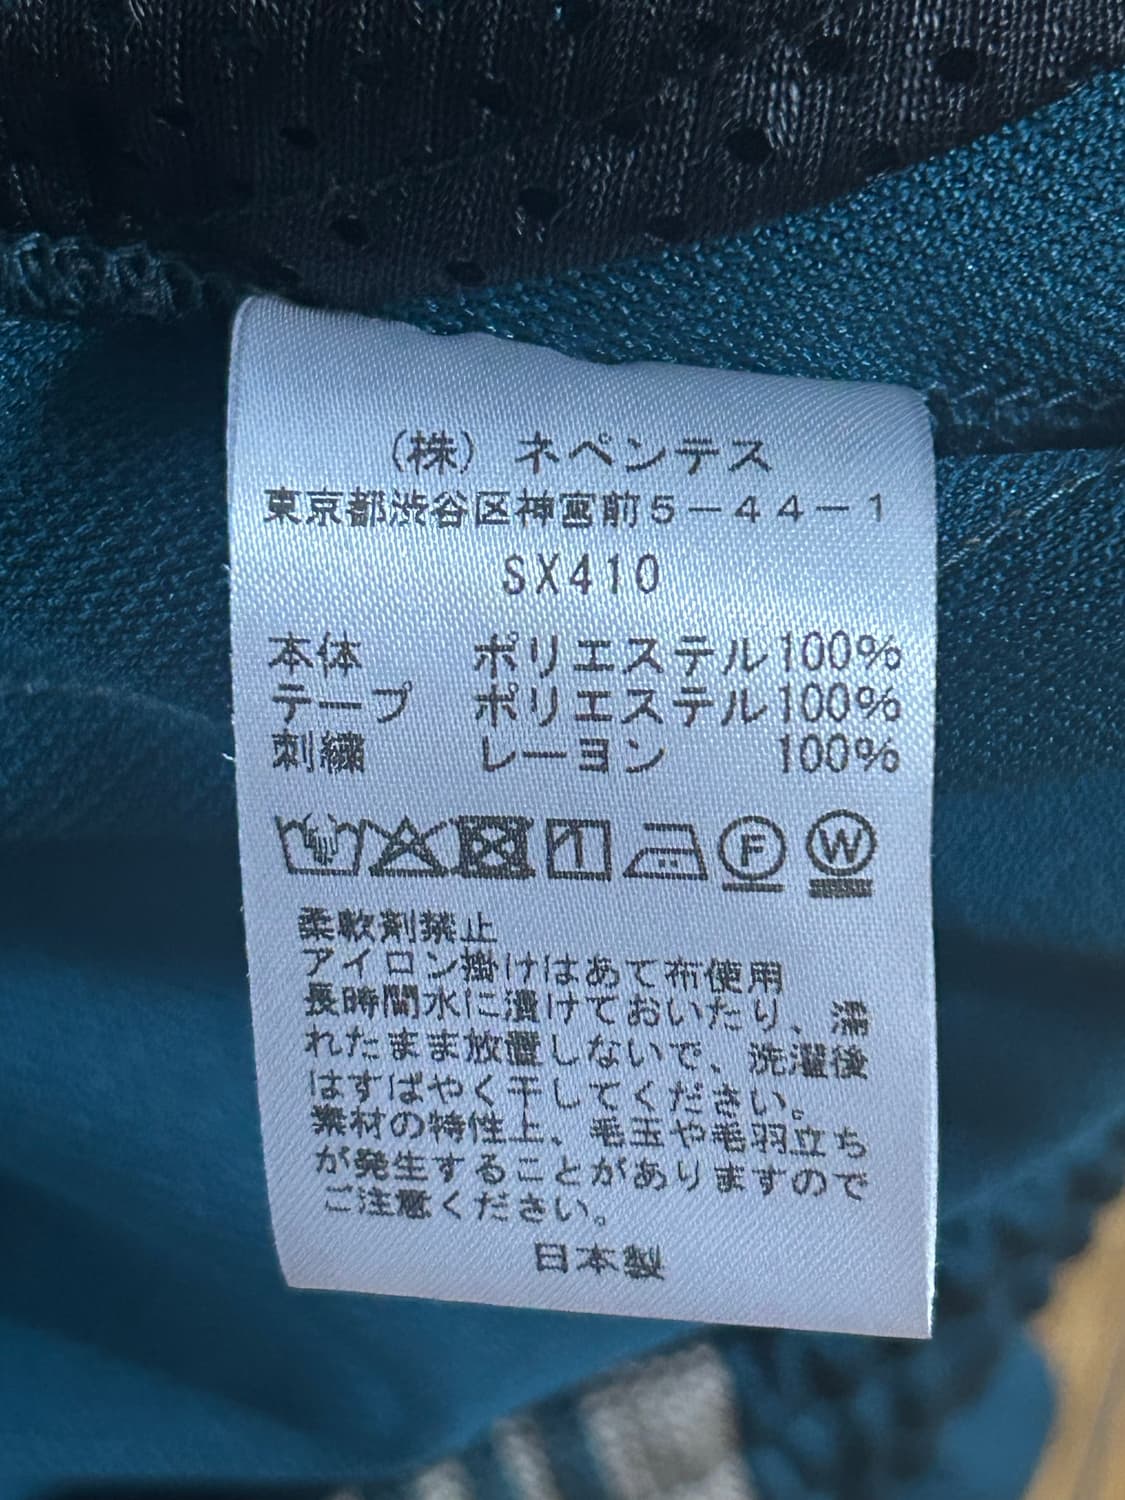 (株) ネペンテス
東京都渋谷区神宮前5-44-1
SX410
本体 ポリエステル100%
テープ ポリエステル100%
刺繍 レーヨン 100%
F W
柔軟剤禁止
アイロン掛けはあて布使用
長時間水に漬けておいたり、濡
れたまま放置しないで、洗濯後
はすばやく干してください。
素材の特性上、毛玉や毛羽立ち
が発生することがありますので
ご注意ください。
日本製